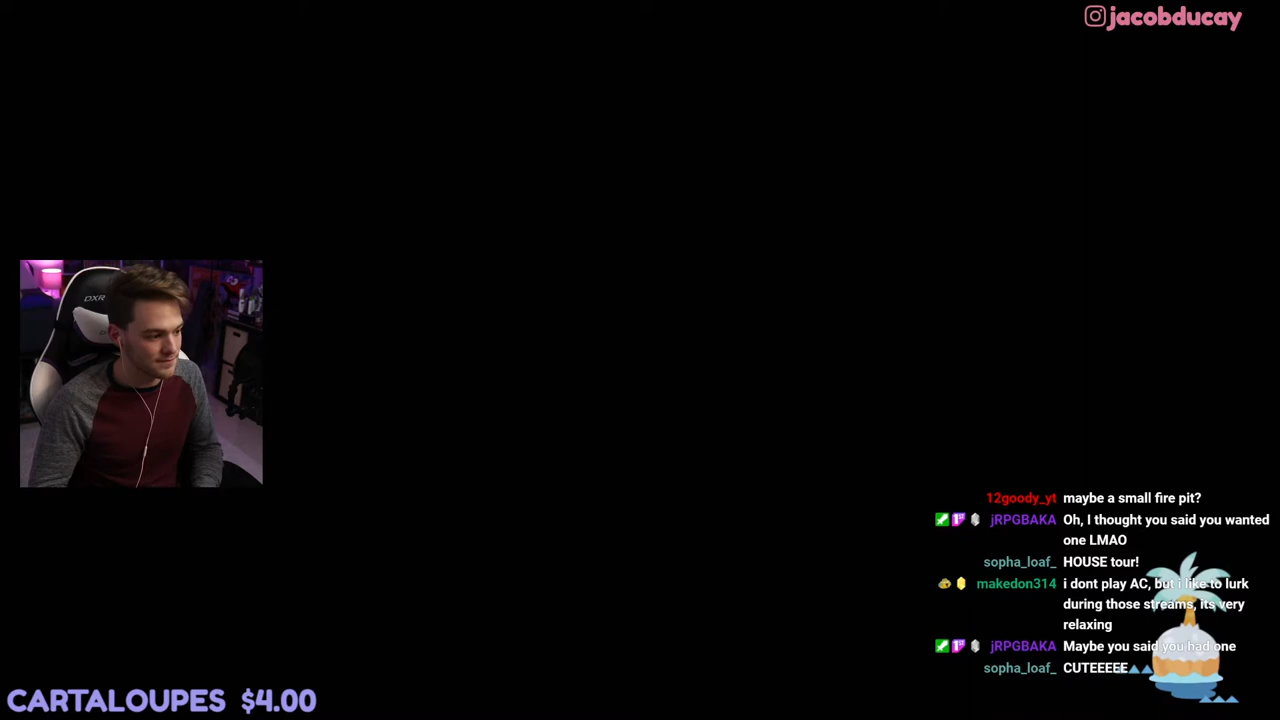 jacobducay
DXR
12goody_yt maybe a small fire pit?
jRPGBAKA Oh, I thought you said you wanted
one LMAO
sopha_loaf_ HOUSE tour!
makedon314 i dont play AC, but i like to lurk
during those streams, its very
relaxing
jRPGBAKA Maybe you said you had one
sopha_loaf_ CUTEEEEE
CARTALOUPES $4.00